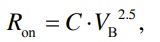 R_on = C · V_B^2.5,